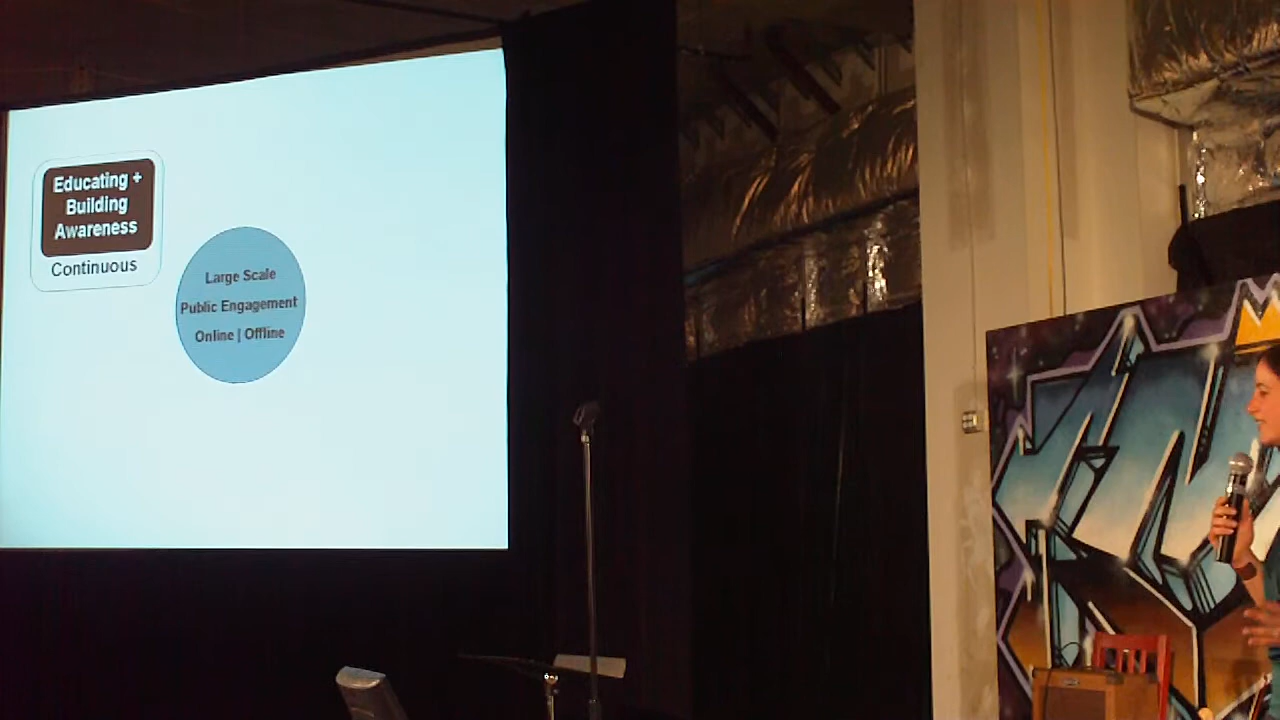 Educating +
Building
Awareness
Continuous
Large Scale
Public Engagement
Online | Offline